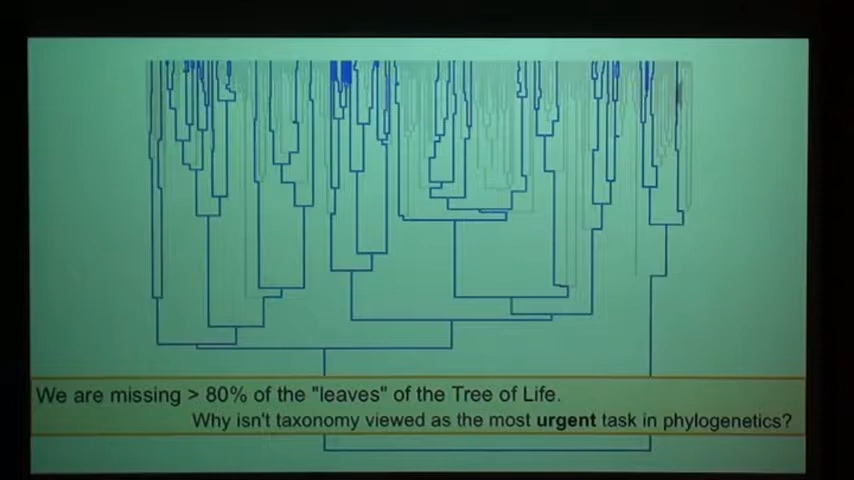 We are missing > 80% of the "leaves" of the Tree of Life.
Why isn't taxonomy viewed as the most urgent task in phylogenetics?